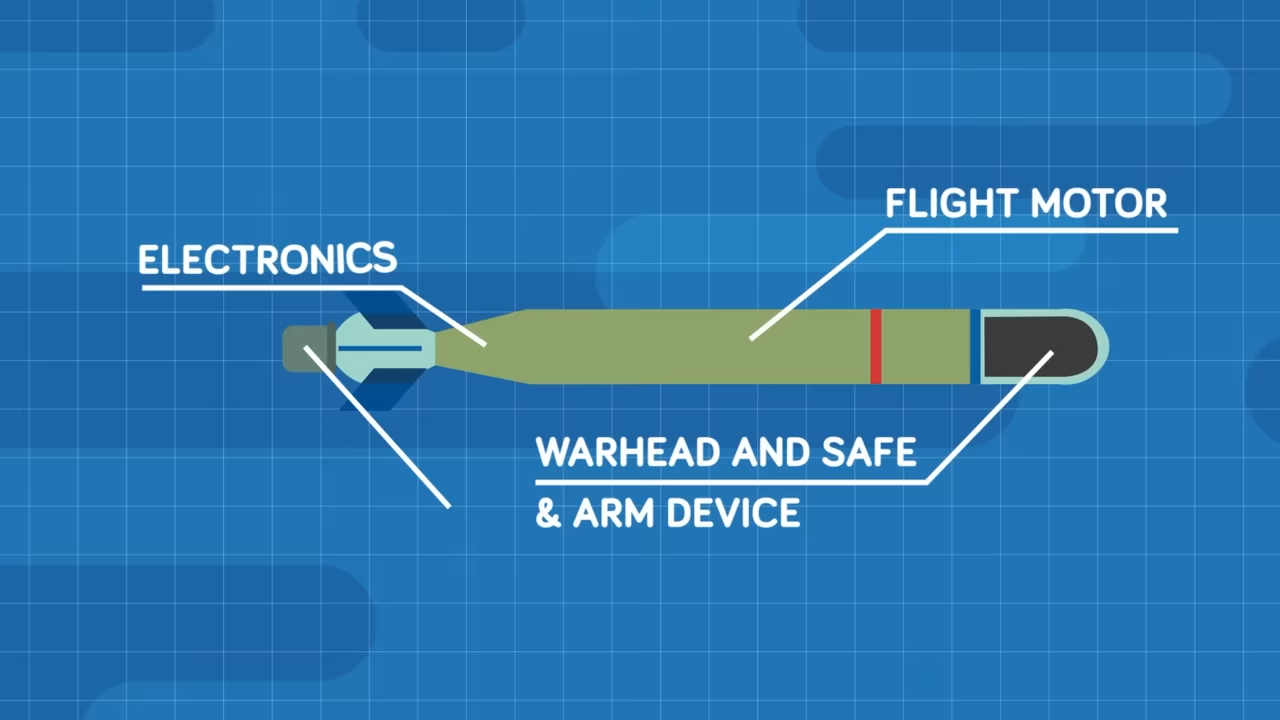 FLIGHT MOTOR
ELECTRONICS
WARHEAD AND SAFE
& ARM DEVICE